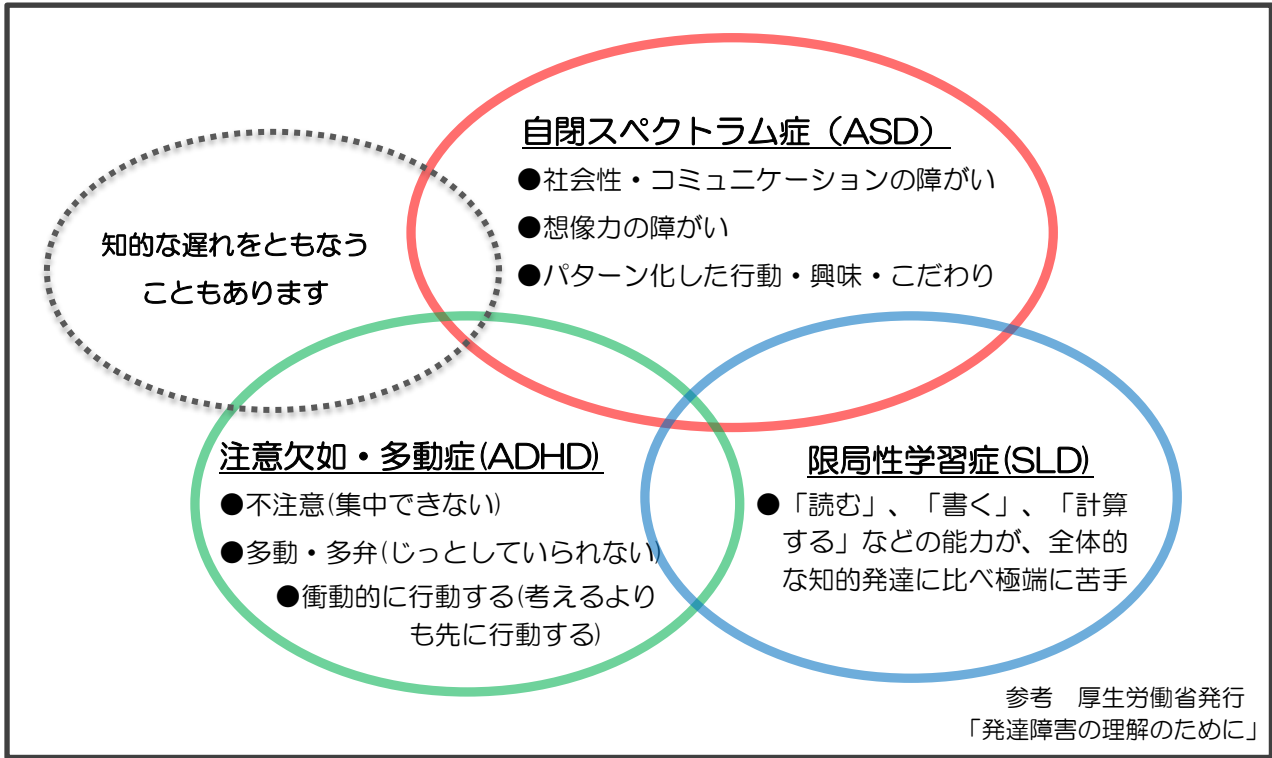 自閉スペクトラム症（ASD）
●社会性・コミュニケーションの障がい
●想像力の障がい
●パターン化した行動・興味・こだわり
知的な遅れをともなう
こともあります
注意欠如・多動症(ADHD)
●不注意(集中できない)
●多動・多弁(じっとしていられない)
●衝動的に行動する(考えるより
も先に行動する)
限局性学習症(SLD)
●「読む」、「書く」、「計算
する」などの能力が、全体的
な知的発達に比べ極端に苦手
参考　厚生労働省発行
「発達障害の理解のために」